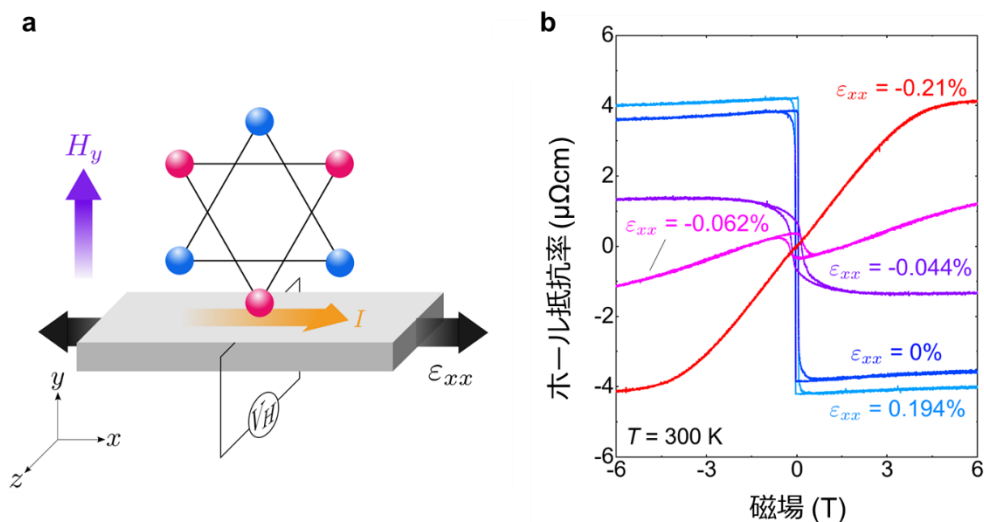 a
H_y
I
ε_xx
V_H
y
x
z
b
ホール抵抗率 (μΩcm)
6
4
2
0
-2
-4
-6
ε_xx = -0.21%
ε_xx = -0.062%
ε_xx = -0.044%
ε_xx = 0%
ε_xx = 0.194%
T = 300 K
-6
-3
0
3
6
磁場 (T)